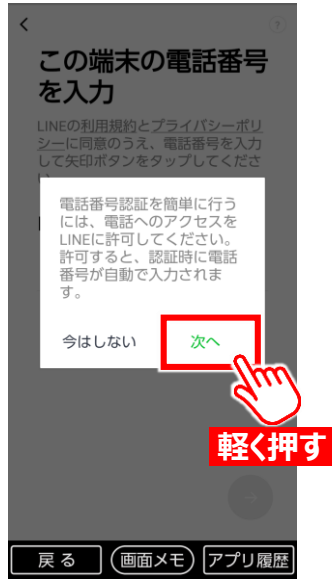 この端末の電話番号
を入力
LINEの利用規約とプライバシーポリ
シーに同意のうえ、電話番号を入力
して矢印ボタンをタップしてくださ
電話番号認証を簡単に行う
には、電話へのアクセスを
LINEに許可してください。
許可すると、認証時に電話
番号が自動で入力されま
す。
今はしない 次へ
軽く押す
戻る 画面メモ アプリ履歴